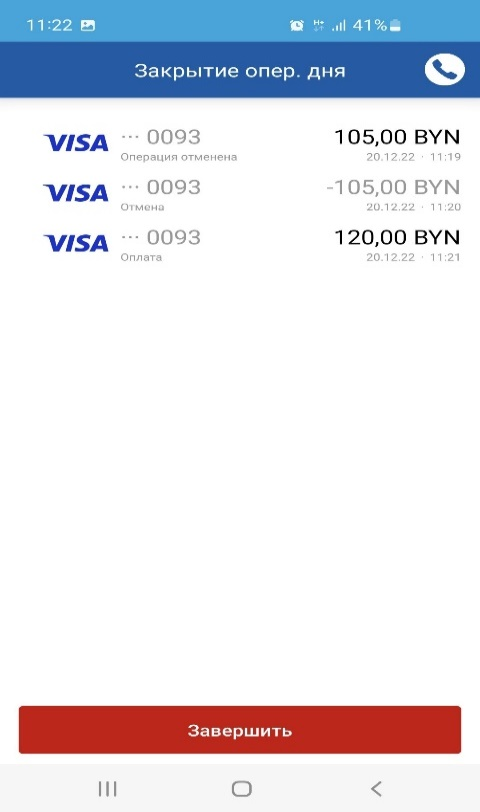 11:22 41%
Закрытие опер. дня
VISA ··· 0093 105,00 BYN
Операция отменена 20.12.22 · 11:19
VISA ··· 0093 -105,00 BYN
Отмена 20.12.22 · 11:20
VISA ··· 0093 120,00 BYN
Оплата 20.12.22 · 11:21
Завершить